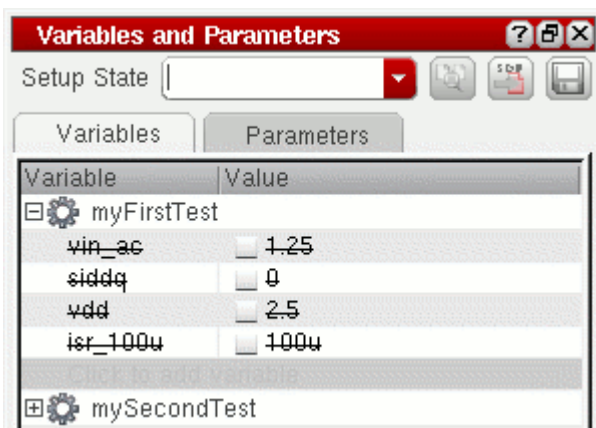 Variables and Parameters
Setup State
Variables Parameters
Variable Value
myFirstTest
vin_ac 1.25
siddq 0
vdd 2.5
isr_100u 100u
Click to add variable
mySecondTest